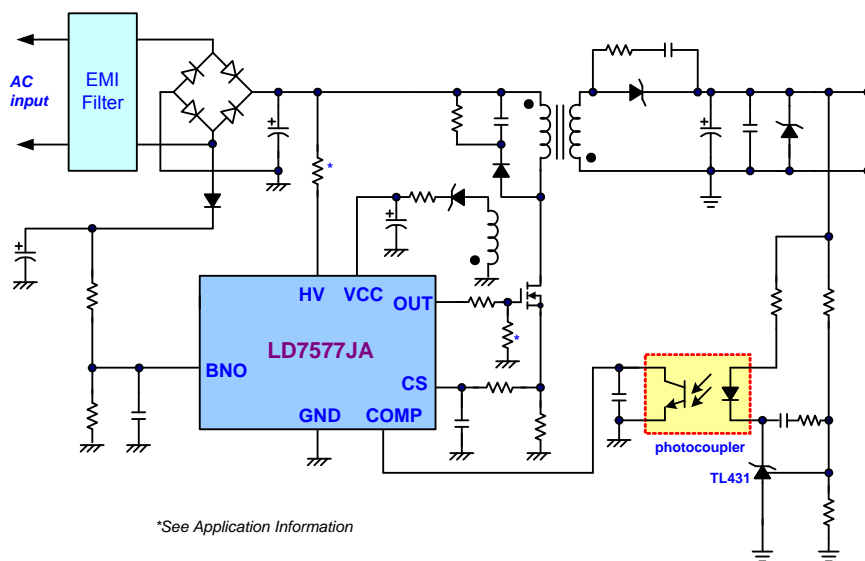 AC
input
EMI
Filter
+
*
+
+
+
HV
VCC
OUT
*
LD7577JA
BNO
CS
GND
COMP
photocoupler
TL431
*See Application Information